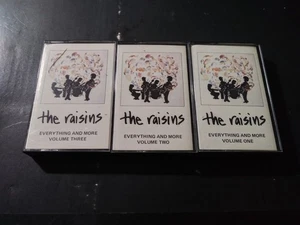 the raisins
EVERYTHING AND MORE
VOLUME THREE
the raisins
EVERYTHING AND MORE
VOLUME TWO
the raisins
EVERYTHING AND MORE
VOLUME ONE